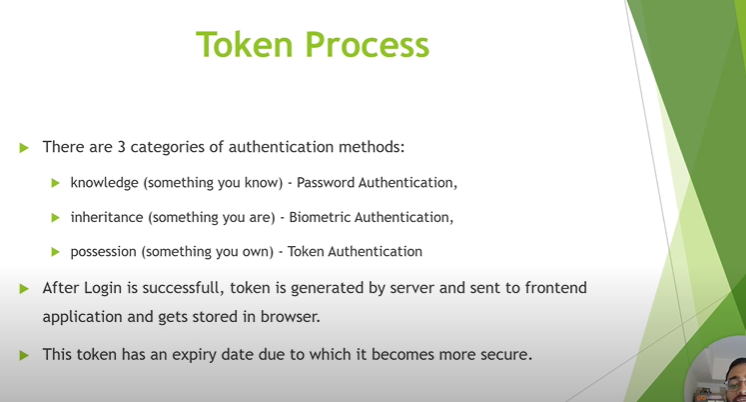 Token Process
There are 3 categories of authentication methods:
knowledge (something you know) - Password Authentication,
inheritance (something you are) - Biometric Authentication,
possession (something you own) - Token Authentication
After Login is successfull, token is generated by server and sent to frontend
application and gets stored in browser.
This token has an expiry date due to which it becomes more secure.